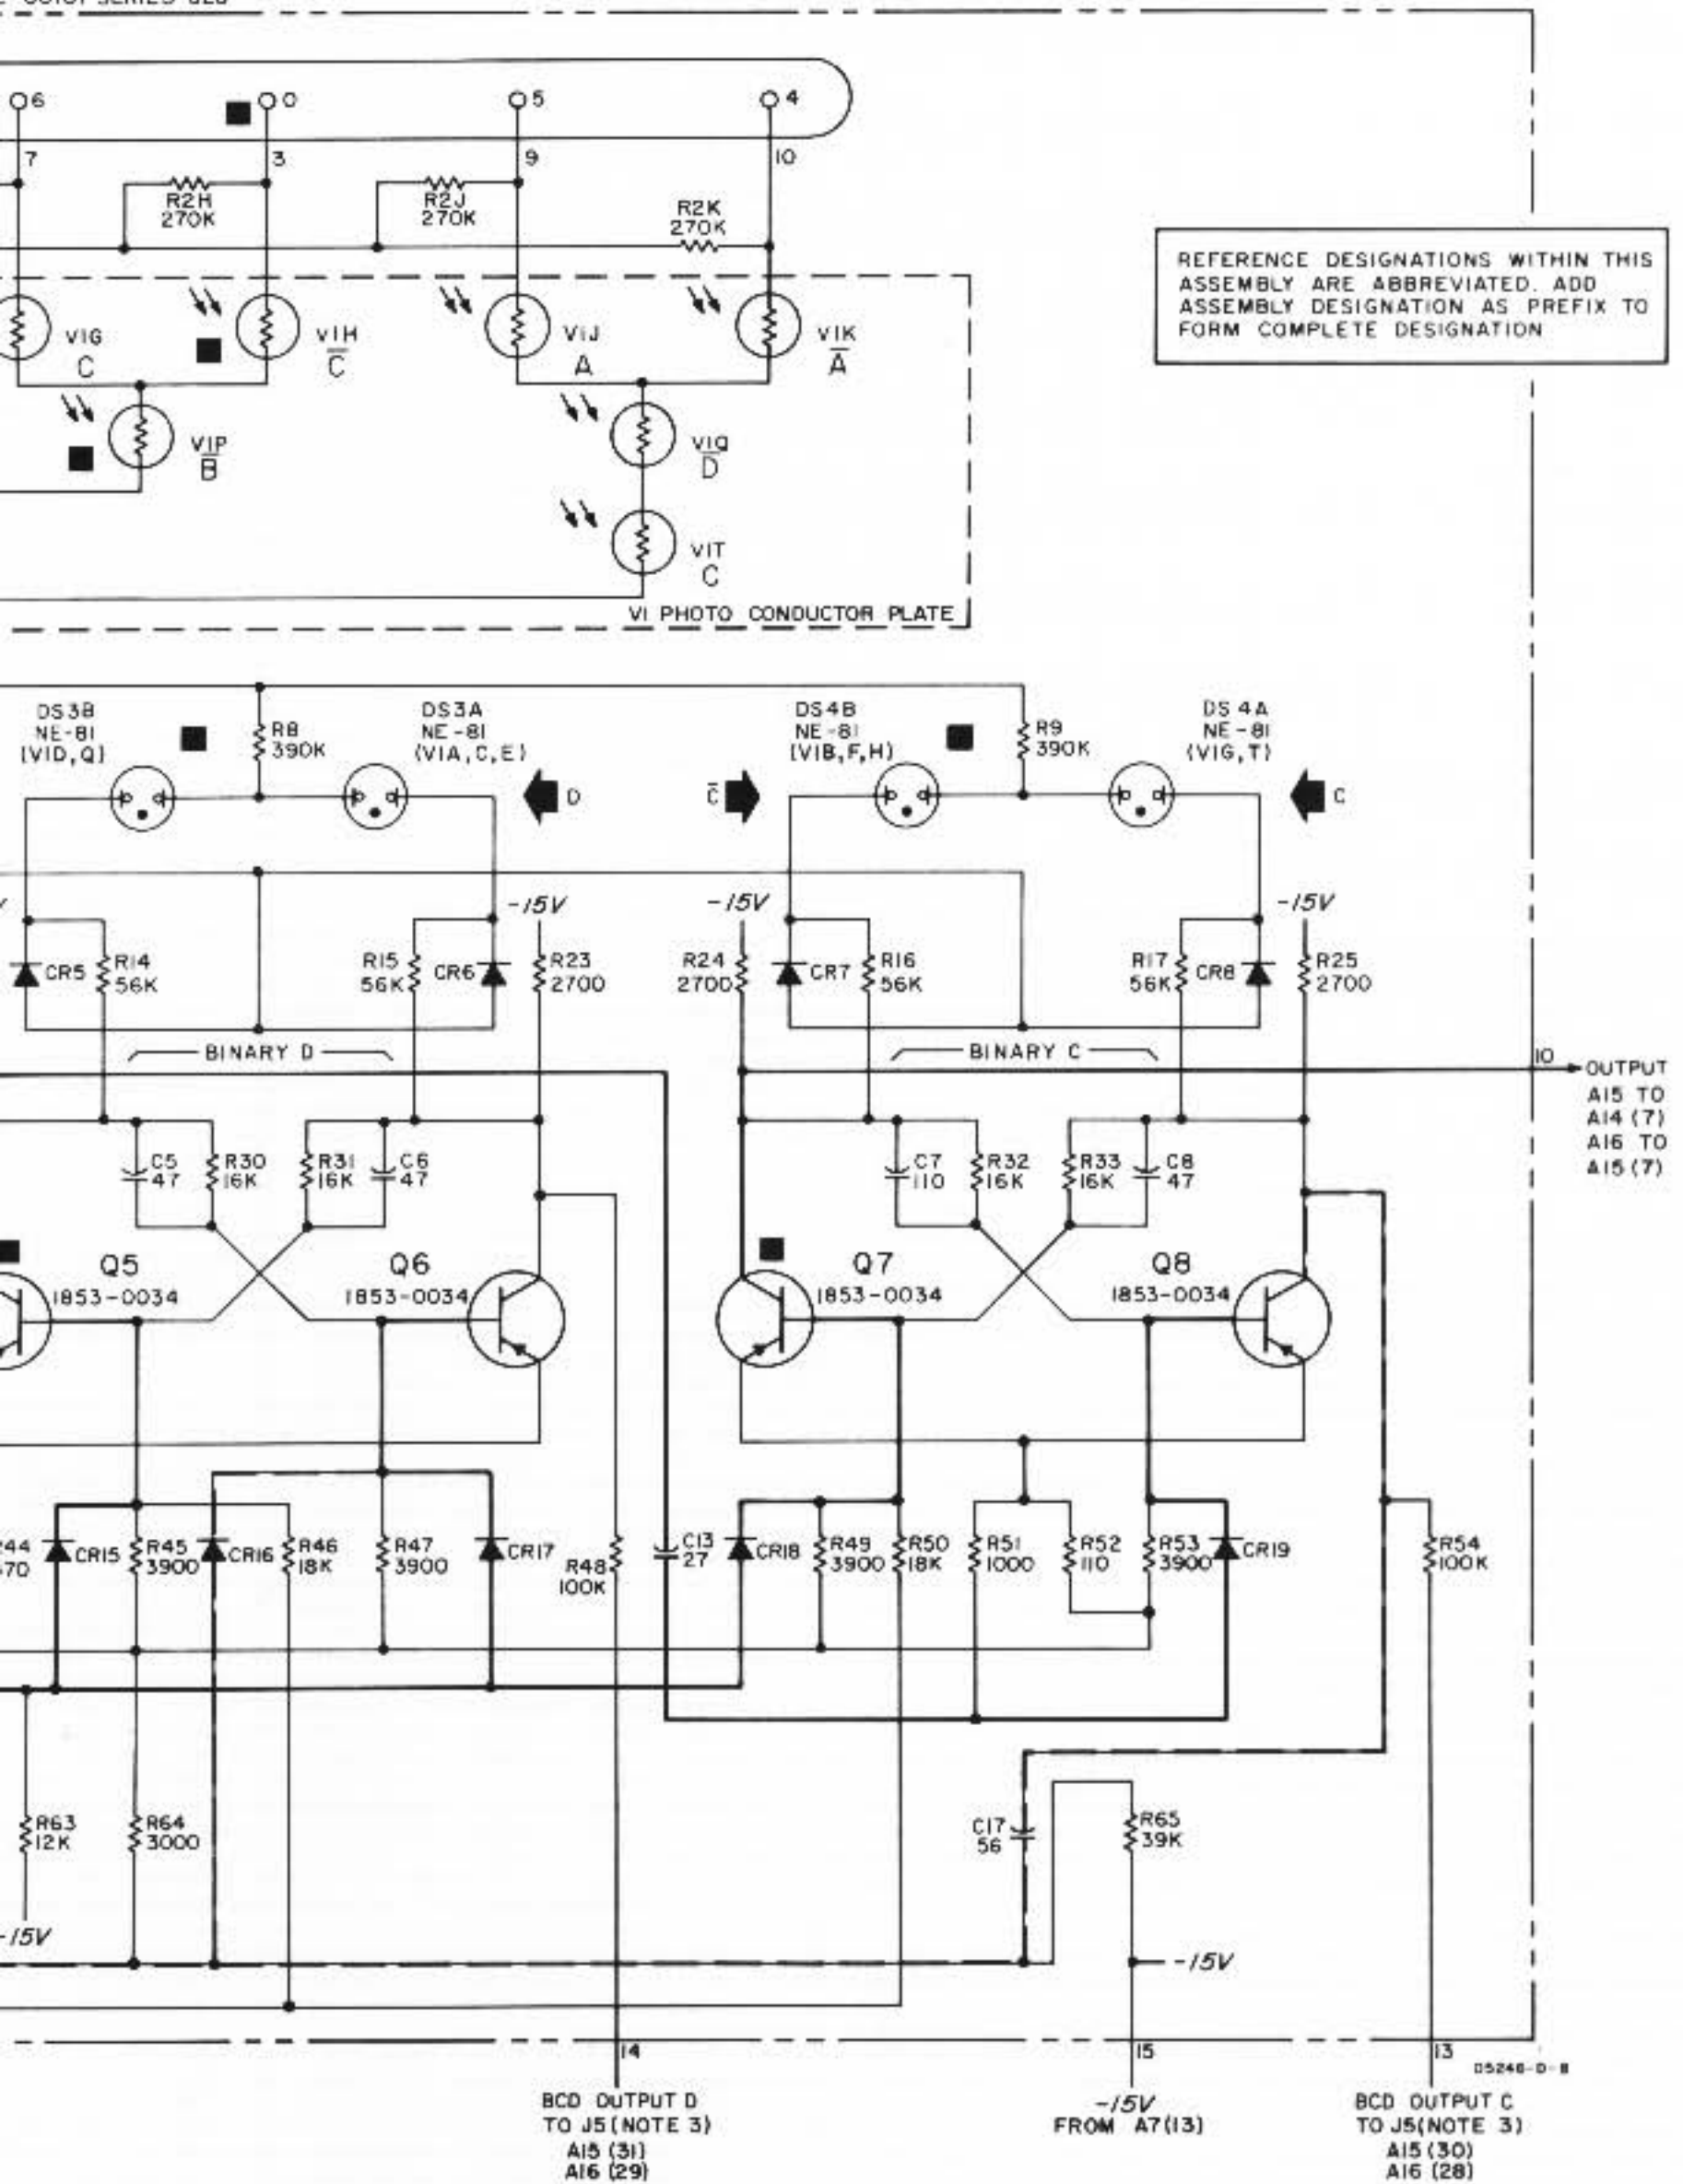 6
0
5
4
7
3
9
10
R2H
270K
R2J
270K
R2K
270K
REFERENCE DESIGNATIONS WITHIN THIS
ASSEMBLY ARE ABBREVIATED. ADD
ASSEMBLY DESIGNATION AS PREFIX TO
FORM COMPLETE DESIGNATION
V1G
C
V1H
C̅
V1J
A
V1K
A̅
V1P
B̅
V1Q
D̅
V1T
C
V1 PHOTO CONDUCTOR PLATE
DS3B
NE-81
(V1D,Q)
R8
390K
DS3A
NE-81
(V1A,C,E)
D
C̅
DS4B
NE-81
(V1B,F,H)
R9
390K
DS4A
NE-81
(V1G,T)
C
-15V
-15V
-15V
CR5
R14
56K
R15
56K
CR6
R23
2700
R24
2700
CR7
R16
56K
R17
56K
CR8
R25
2700
BINARY D
BINARY C
10
OUTPUT
A15 TO
A14 (7)
A16 TO
A15 (7)
C5
47
R30
16K
R31
16K
C6
47
C7
110
R32
16K
R33
16K
C8
47
Q5
1853-0034
Q6
1853-0034
Q7
1853-0034
Q8
1853-0034
CR15
R45
3900
CR16
R46
18K
R47
3900
CR17
R48
100K
C13
27
CR18
R49
3900
R50
18K
R51
1000
R52
110
R53
3900
CR19
R54
100K
R63
12K
R64
3000
C17
56
R65
39K
-15V
-15V
14
15
13
05246-D-8
BCD OUTPUT D
TO J5(NOTE 3)
A15 (31)
A16 (29)
-15V
FROM A7(13)
BCD OUTPUT C
TO J5(NOTE 3)
A15 (30)
A16 (28)